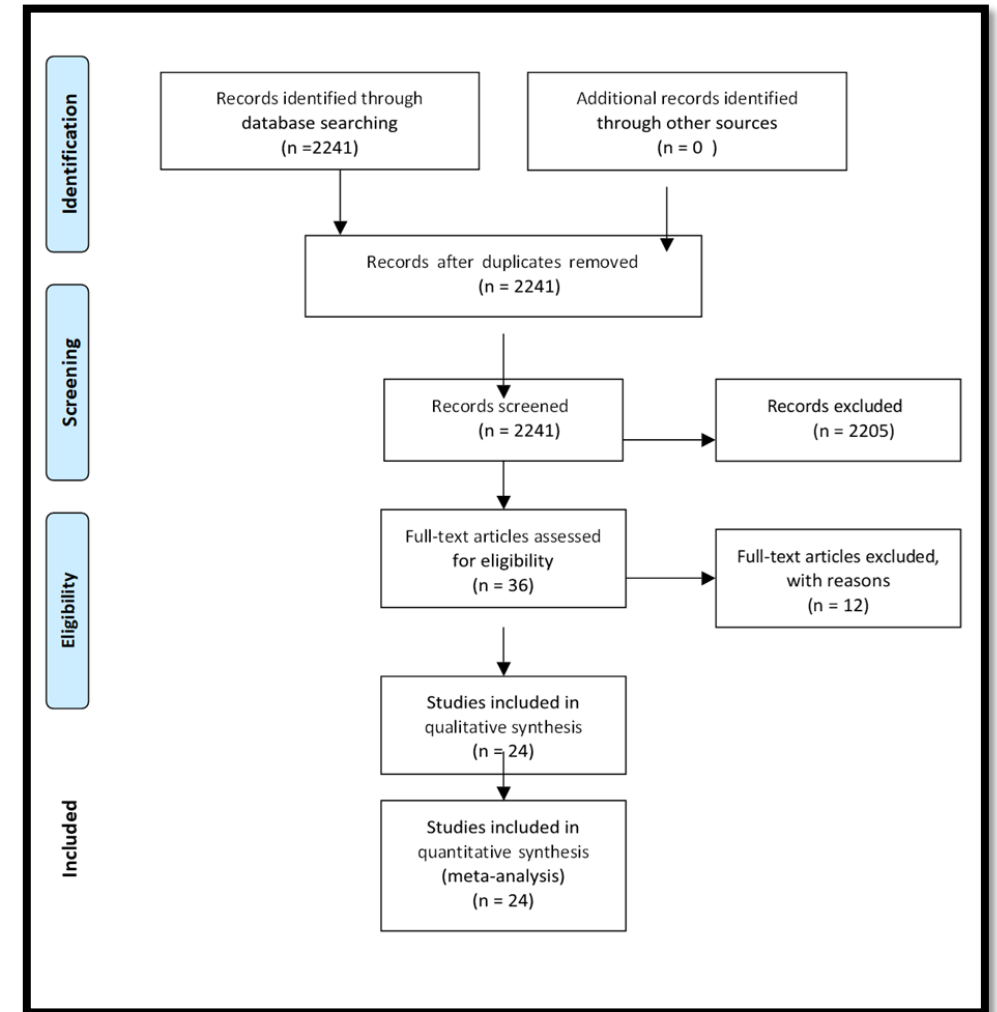 Identification
Records identified through
database searching
(n =2241)
Additional records identified
through other sources
(n = 0  )
Records after duplicates removed
(n = 2241)
Screening
Records screened
(n = 2241)
Records excluded
(n = 2205)
Eligibility
Full-text articles assessed
for eligibility
(n = 36)
Full-text articles excluded,
with reasons
(n = 12)
Studies included in
qualitative synthesis
(n = 24)
Included
Studies included in
quantitative synthesis
(meta-analysis)
(n = 24)